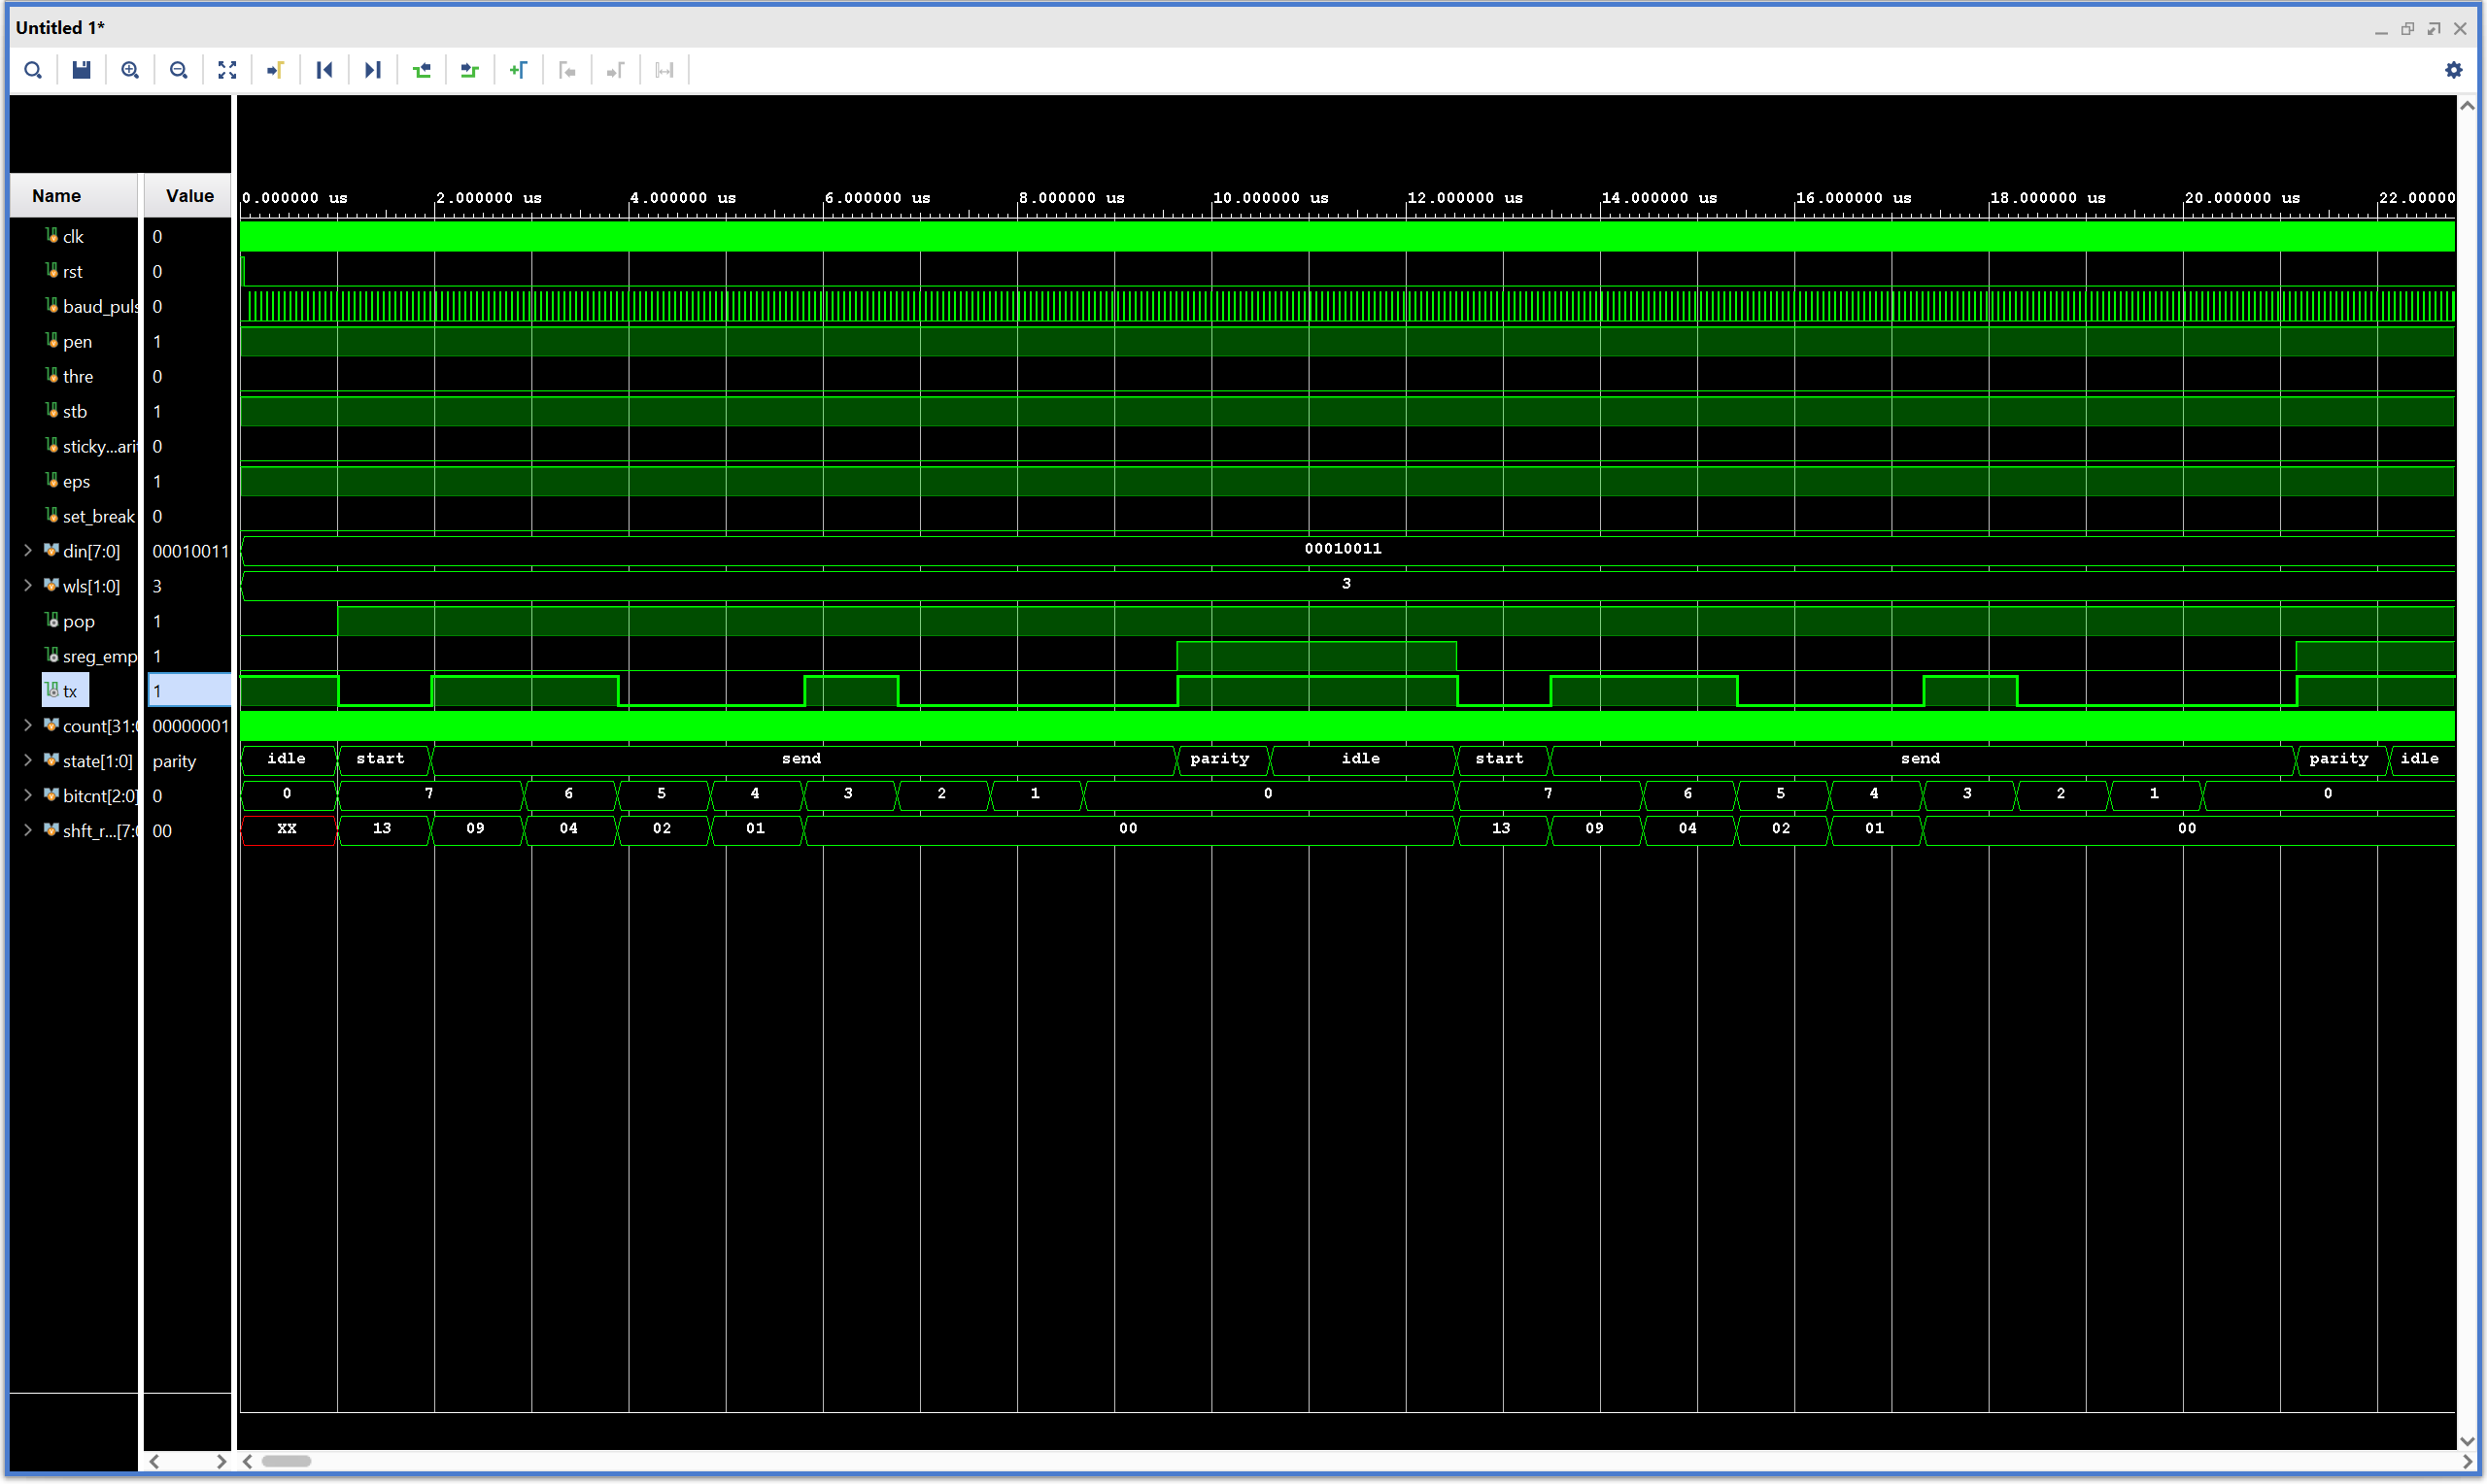 Untitled 1*
Name Value
0.000000 us 2.000000 us 4.000000 us 6.000000 us 8.000000 us 10.000000 us 12.000000 us 14.000000 us 16.000000 us 18.000000 us 20.000000 us 22.00000
clk 0
rst 0
baud_puls 0
pen 1
thre 0
stb 1
sticky...ari 0
eps 1
set_break 0
din[7:0] 00010011 00010011
wls[1:0] 3 3
pop 1
sreg_emp 1
tx 1
count[31:0 00000001
state[1:0] parity idle start send parity idle start send parity idle
bitcnt[2:0] 0 0 7 6 5 4 3 2 1 0 7 6 5 4 3 2 1 0
shft_r...[7:0 00 XX 13 09 04 02 01 00 13 09 04 02 01 00